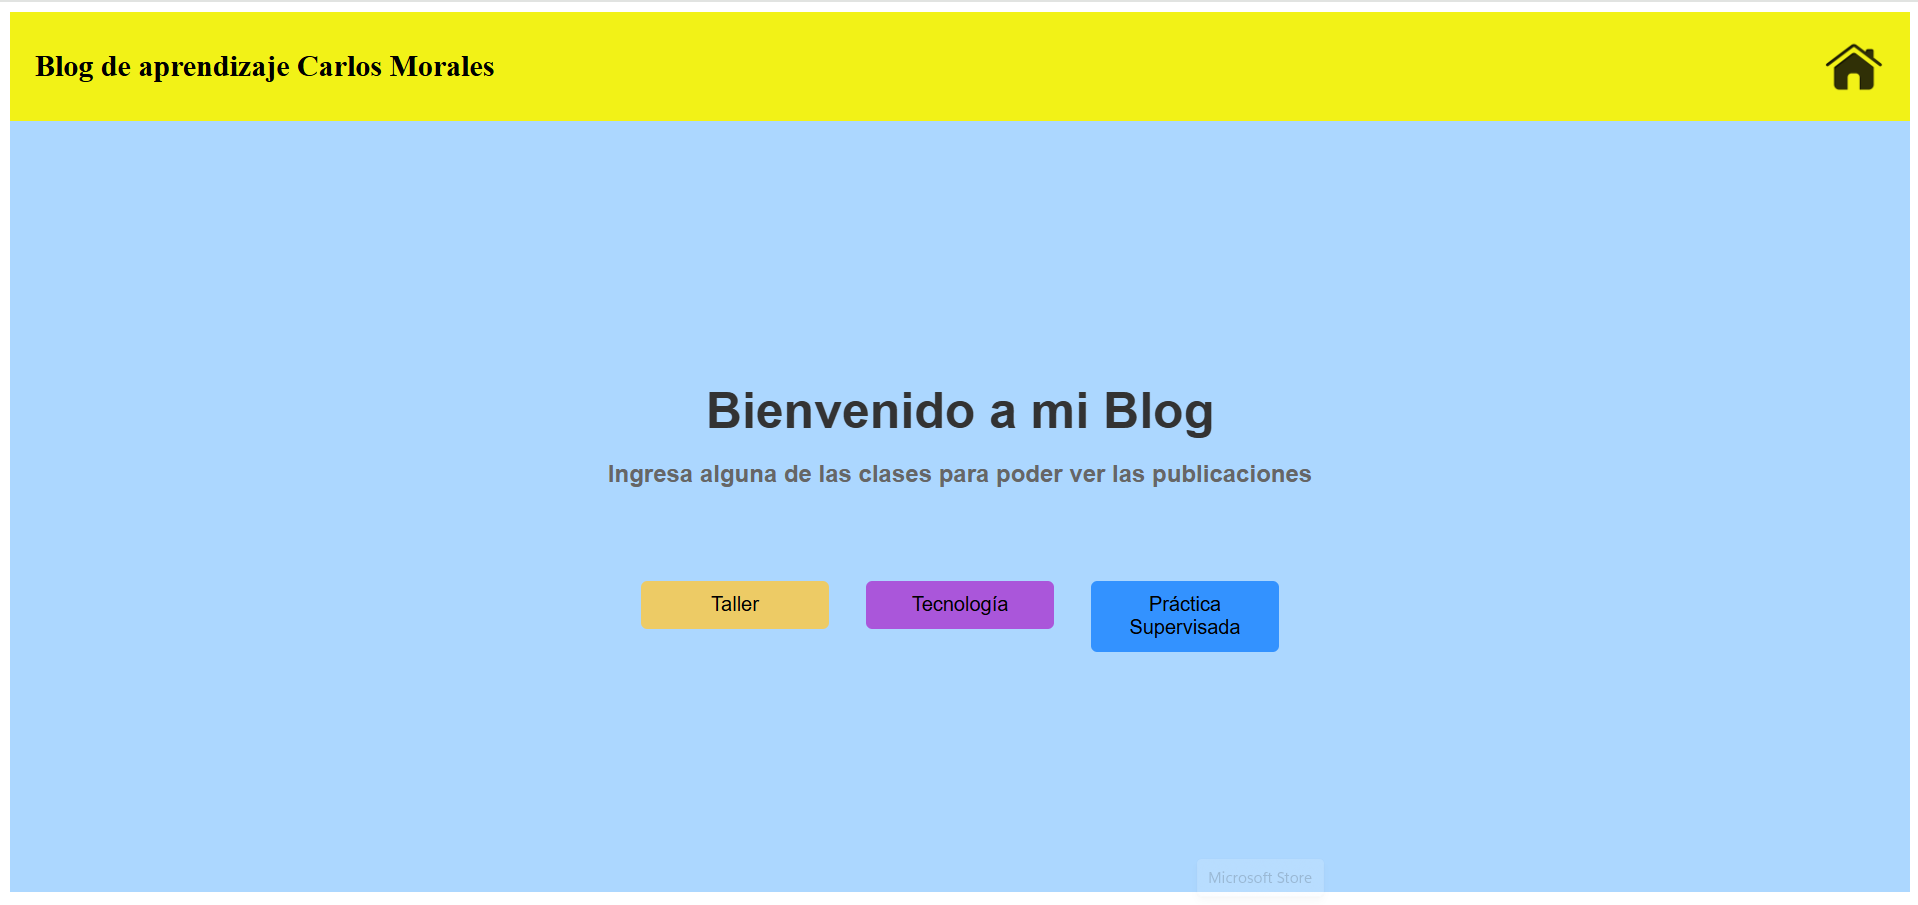 Blog de aprendizaje Carlos Morales
Bienvenido a mi Blog
Ingresa alguna de las clases para poder ver las publicaciones
Taller
Tecnología
Práctica
Supervisada
Microsoft Store